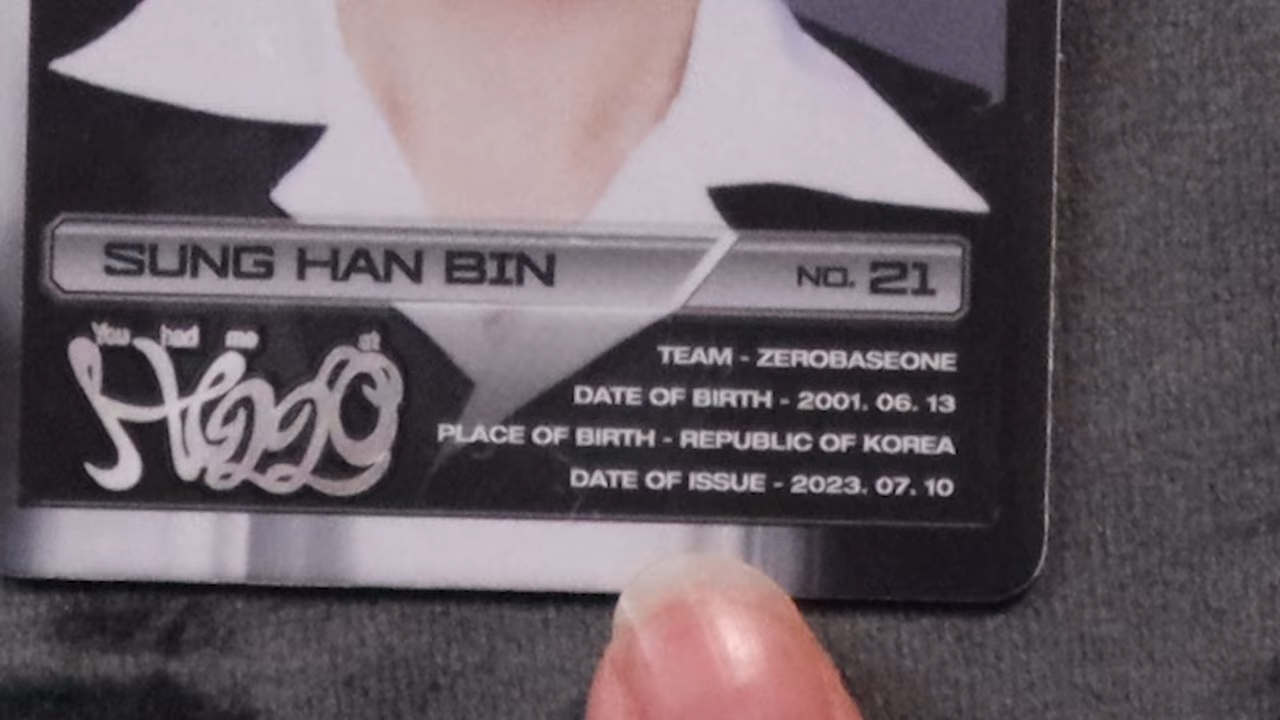 SUNG HAN BIN NO. 21
You had me at
Hello
TEAM - ZEROBASEONE
DATE OF BIRTH - 2001. 06. 13
PLACE OF BIRTH - REPUBLIC OF KOREA
DATE OF ISSUE - 2023. 07. 10